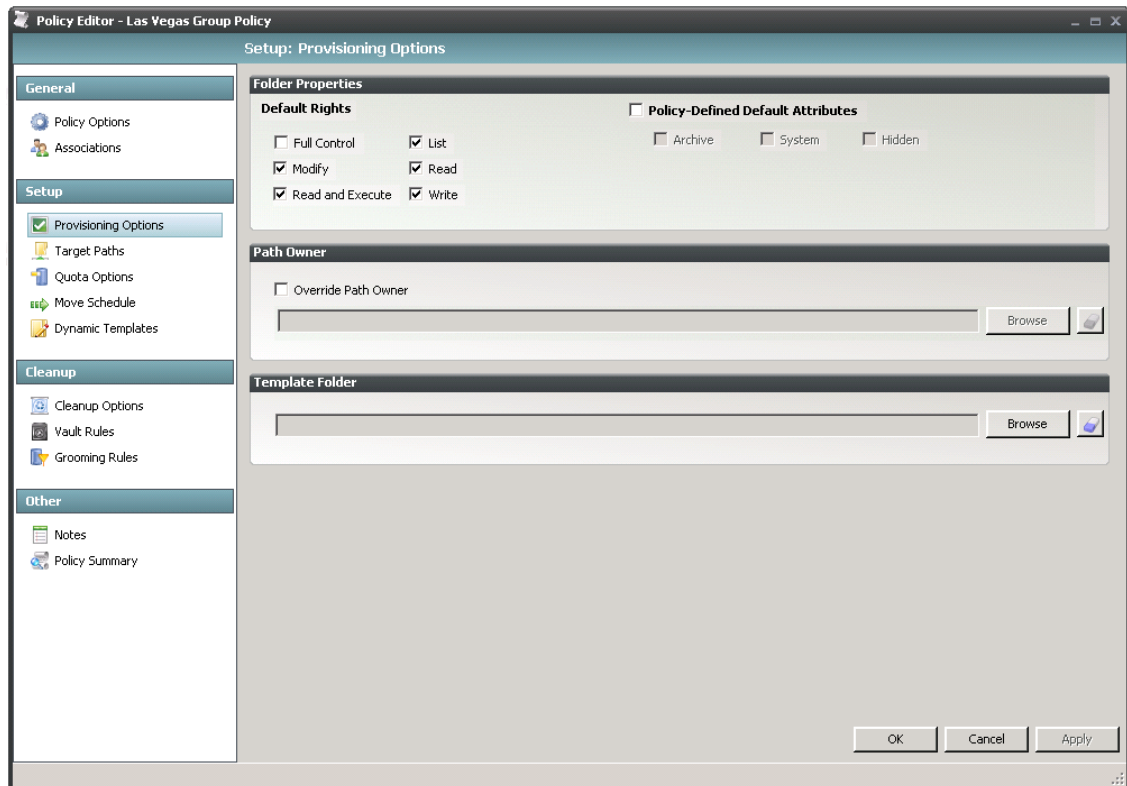 Policy Editor - Las Vegas Group Policy
Setup: Provisioning Options
General
Policy Options
Associations
Setup
Provisioning Options
Target Paths
Quota Options
Move Schedule
Dynamic Templates
Cleanup
Cleanup Options
Vault Rules
Grooming Rules
Other
Notes
Policy Summary
Folder Properties
Default Rights
Policy-Defined Default Attributes
Full Control
List
Archive
System
Hidden
Modify
Read
Read and Execute
Write
Path Owner
Override Path Owner
Browse
Template Folder
Browse
OK
Cancel
Apply